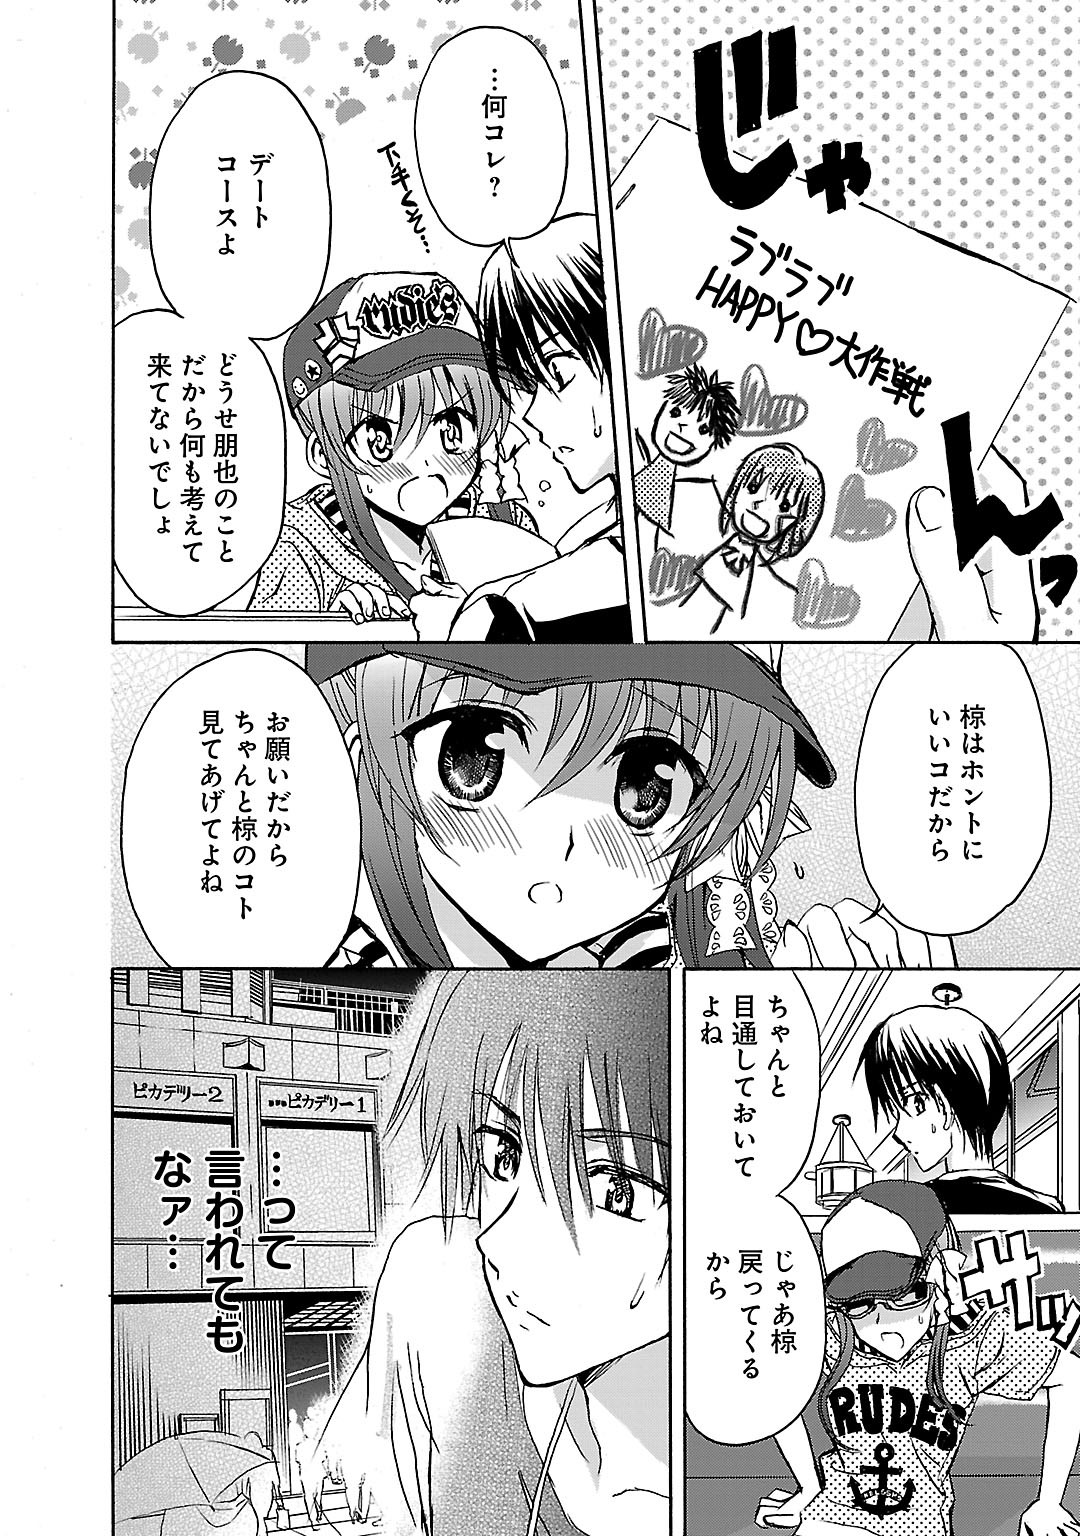 じゃ
んっ
ラブラブ
HAPPY♡大作戦
…何コレ?
下手くそ…
デート
コースよ
rudie's
どうせ朋也のこと
だから何も考えて
来てないでしょ
椋はホントに
いいコだから
お願いだから
ちゃんと椋のコト
見てあげてよね
ちゃんと
目通しておいて
よね
じゃあ椋
戻ってくる
から
サッ
RUDES
ピカデリー2
ピカデリー1
…って
言われても
なァ…